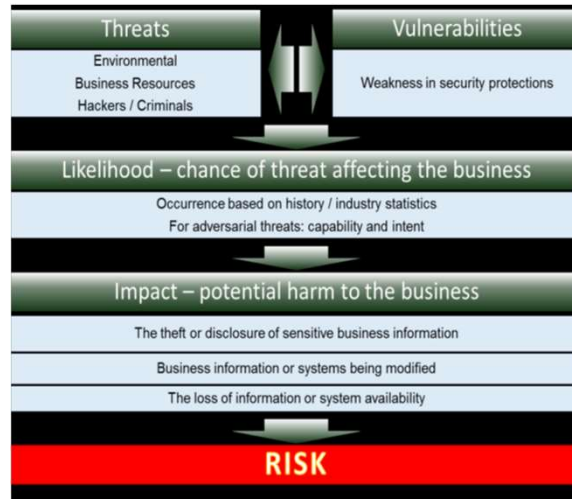 Threats
Environmental
Business Resources
Hackers / Criminals
Vulnerabilities
Weakness in security protections
Likelihood – chance of threat affecting the business
Occurrence based on history / industry statistics
For adversarial threats: capability and intent
Impact – potential harm to the business
The theft or disclosure of sensitive business information
Business information or systems being modified
The loss of information or system availability
RISK